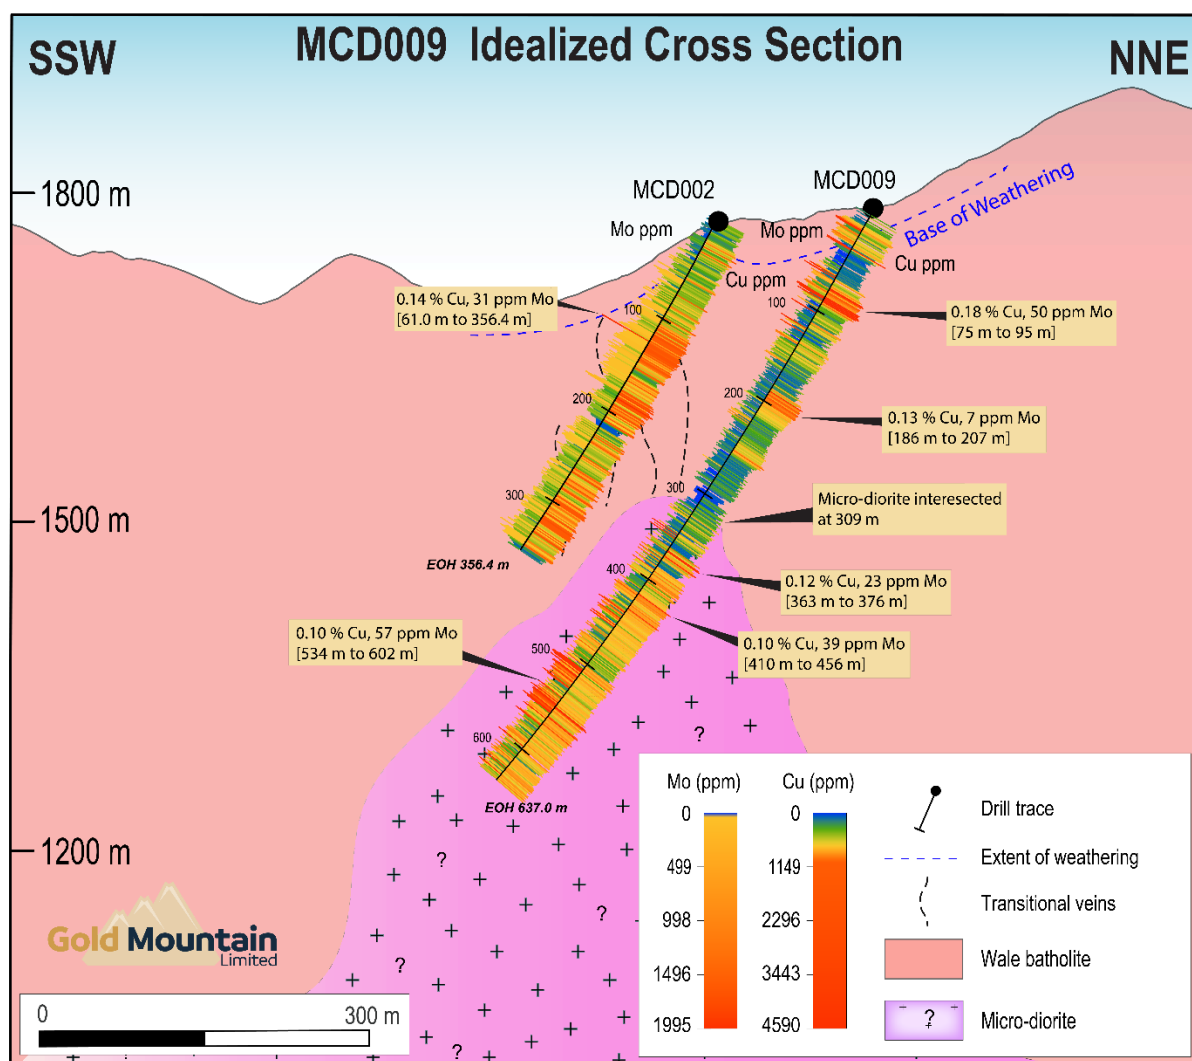 MCD009 Idealized Cross Section
SSW
NNE
1800 m
1500 m
1200 m
MCD002
MCD009
Mo ppm
Cu ppm
Mo ppm
Cu ppm
Base of Weathering
0.14 % Cu, 31 ppm Mo
[61.0 m to 356.4 m]
0.18 % Cu, 50 ppm Mo
[75 m to 95 m]
0.13 % Cu, 7 ppm Mo
[186 m to 207 m]
Micro-diorite interesected
at 309 m
0.12 % Cu, 23 ppm Mo
[363 m to 376 m]
0.10 % Cu, 39 ppm Mo
[410 m to 456 m]
0.10 % Cu, 57 ppm Mo
[534 m to 602 m]
100
200
300
EOH 356.4 m
100
200
300
400
500
600
EOH 637.0 m
?
?
?
?
?
Gold Mountain
Limited
0 300 m
Mo (ppm)
0
499
998
1496
1995
Cu (ppm)
0
1149
2296
3443
4590
Drill trace
Extent of weathering
Transitional veins
Wale batholite
?
Micro-diorite